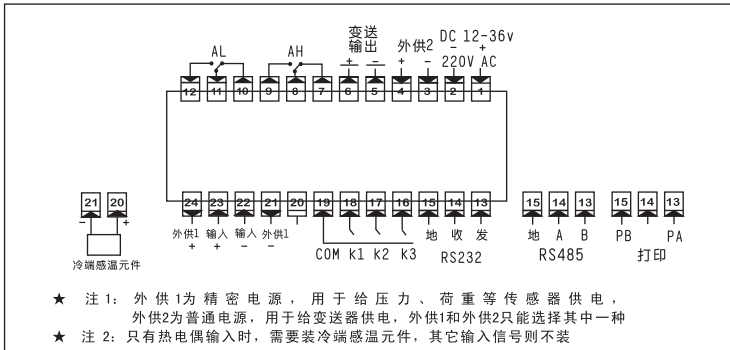 变送 DC 12-36v
AL AH 输出 外供2 - +
+ - + - 220V AC
12 11 10 9 8 7 6 5 4 3 2 1
21 20 24 23 22 21 20 19 18 17 16 15 14 13 15 14 13 15 14 13
- + 外供1 输入 输入 外供1 地 收 发 地 A B PB PA
+ + - - COM k1 k2 k3 RS232 RS485 打印
冷端感温元件
★ 注1: 外供1为精密电源,用于给压力、荷重等传感器供电,
外供2为普通电源,用于给变送器供电,外供1和外供2只能选择其中一种
★ 注2: 只有热电偶输入时,需要装冷端感温元件,其它输入信号则不装